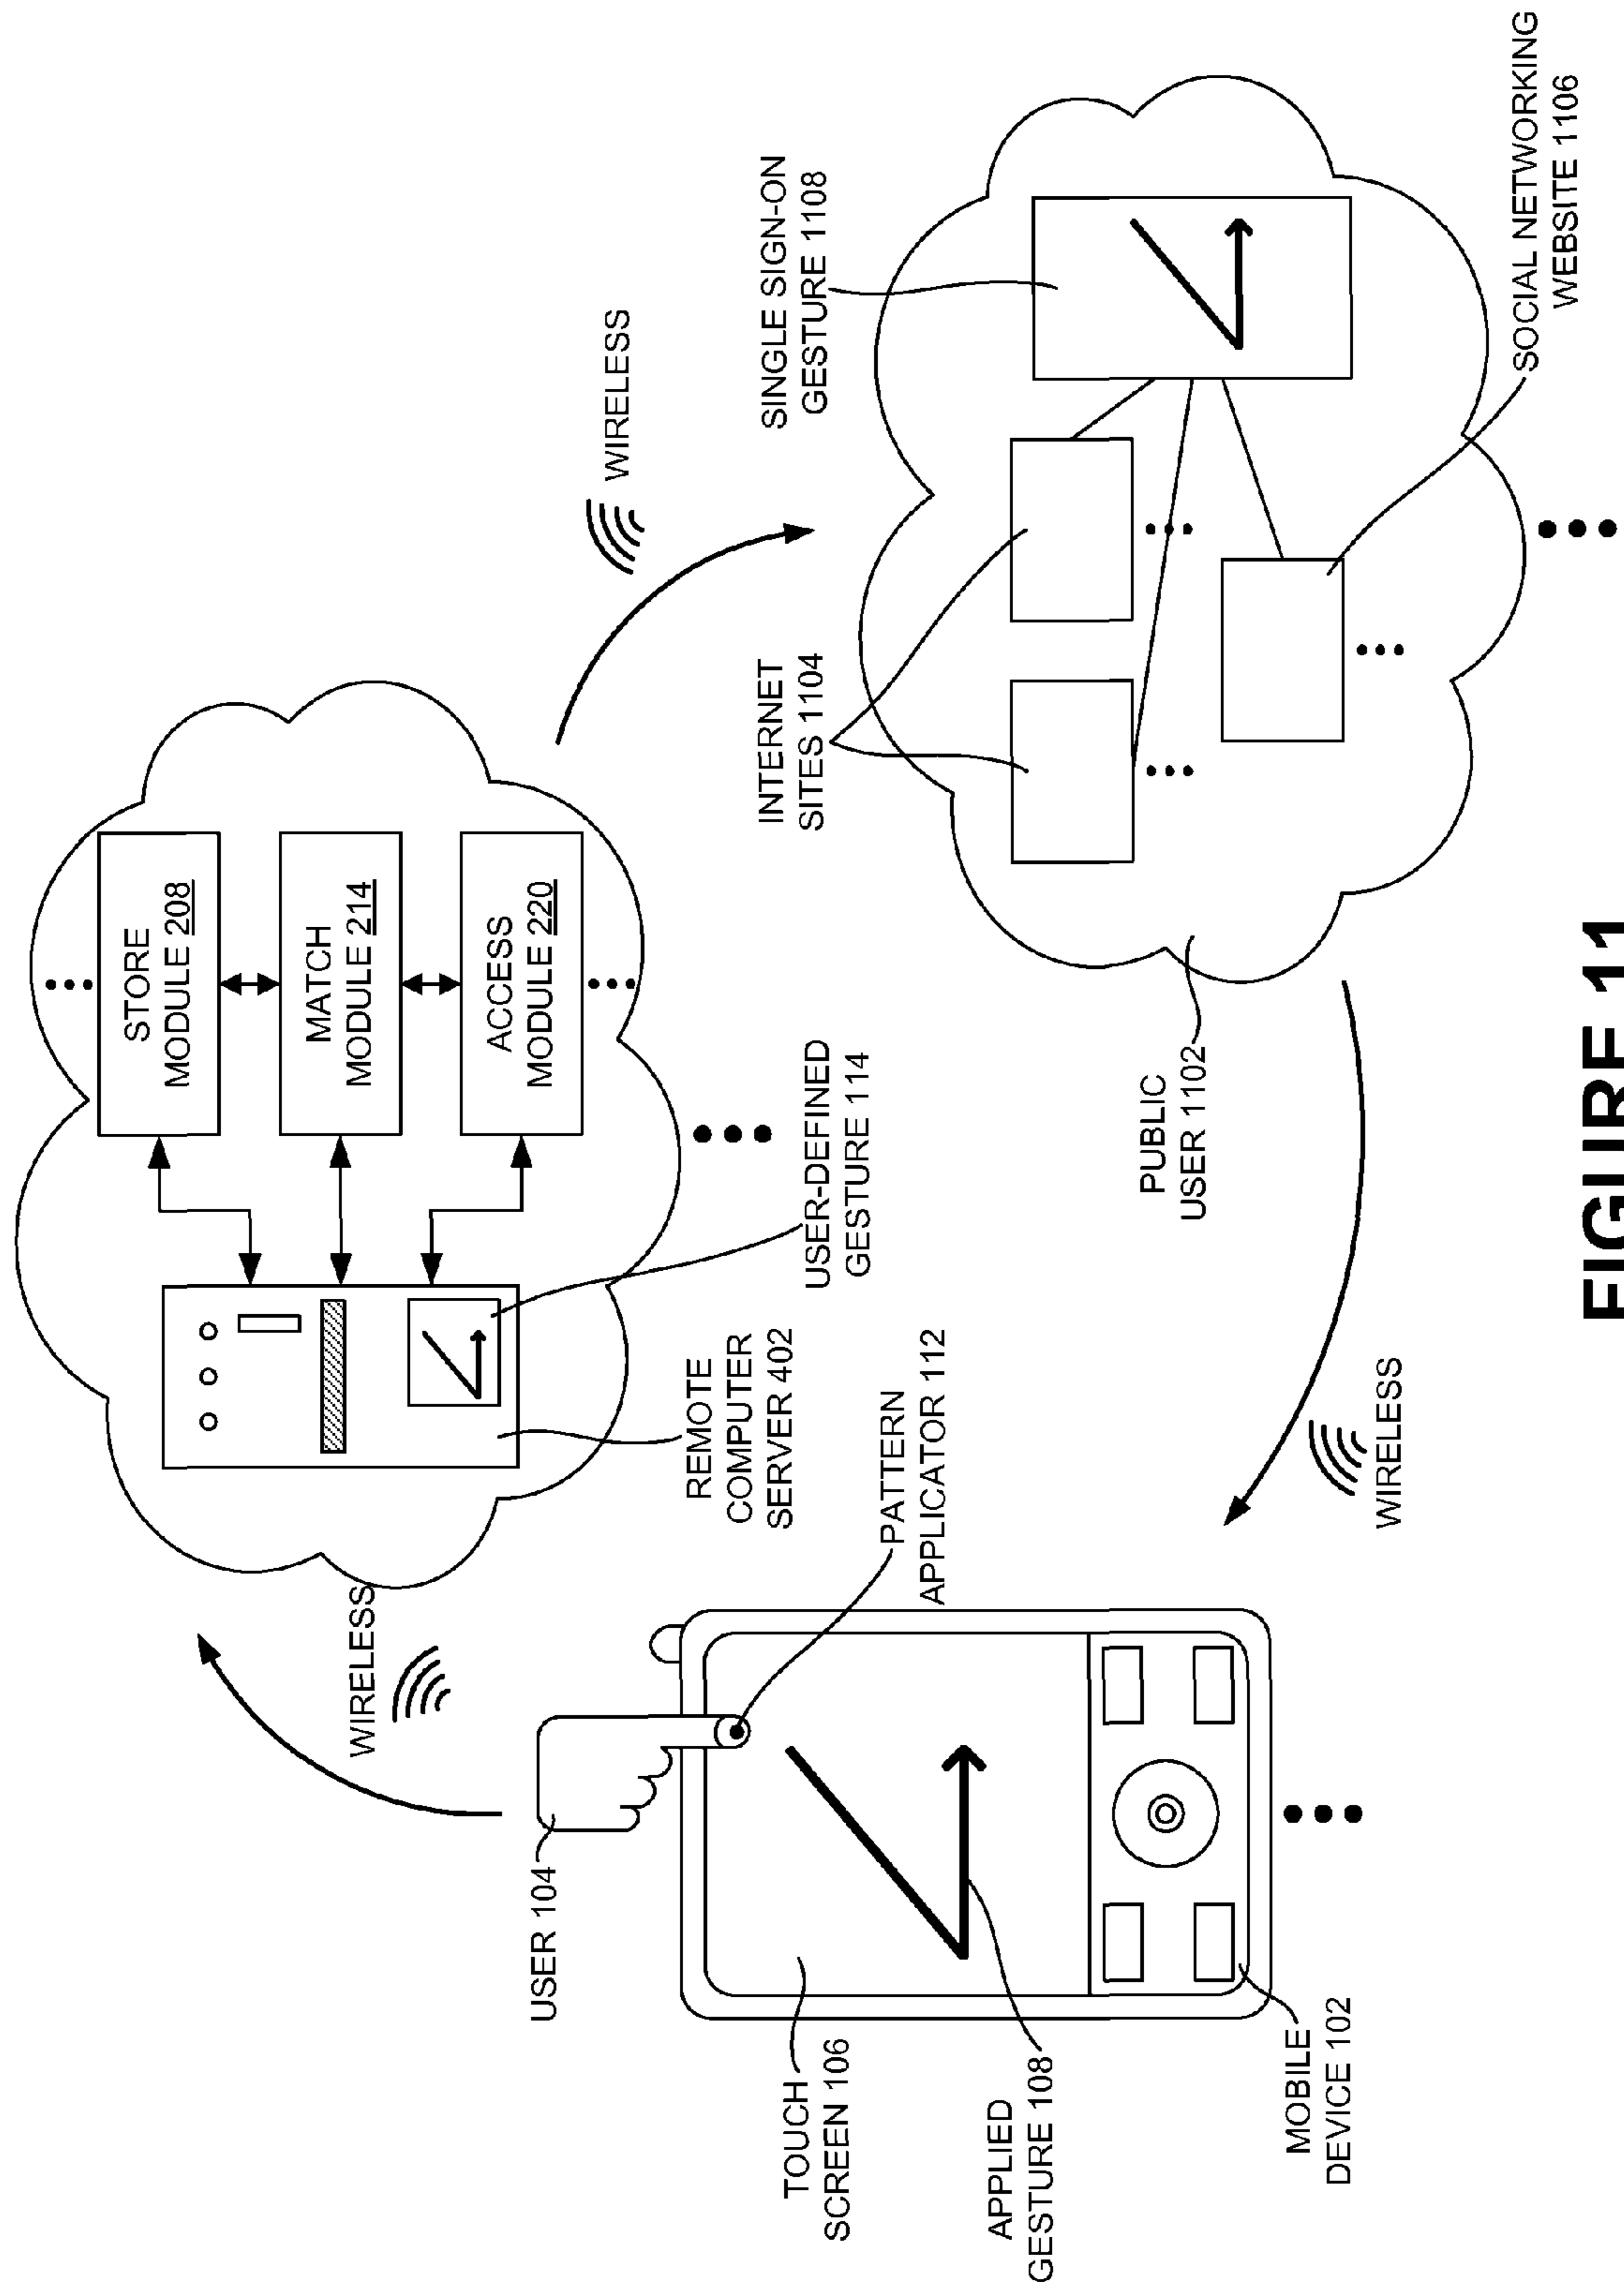 STORE
MODULE 208
MATCH
MODULE 214
ACCESS
MODULE 220
WIRELESS
REMOTE
COMPUTER
SERVER 402
USER-DEFINED
GESTURE 114
WIRELESS
USER 104
PATTERN
APPLICATOR 112
TOUCH
SCREEN 106
APPLIED
GESTURE 108
MOBILE
DEVICE 102
INTERNET
SITES 1104
SINGLE SIGN-ON
GESTURE 1108
PUBLIC
USER 1102
SOCIAL NETWORKING
WEBSITE 1106
WIRELESS
FIGURE 11